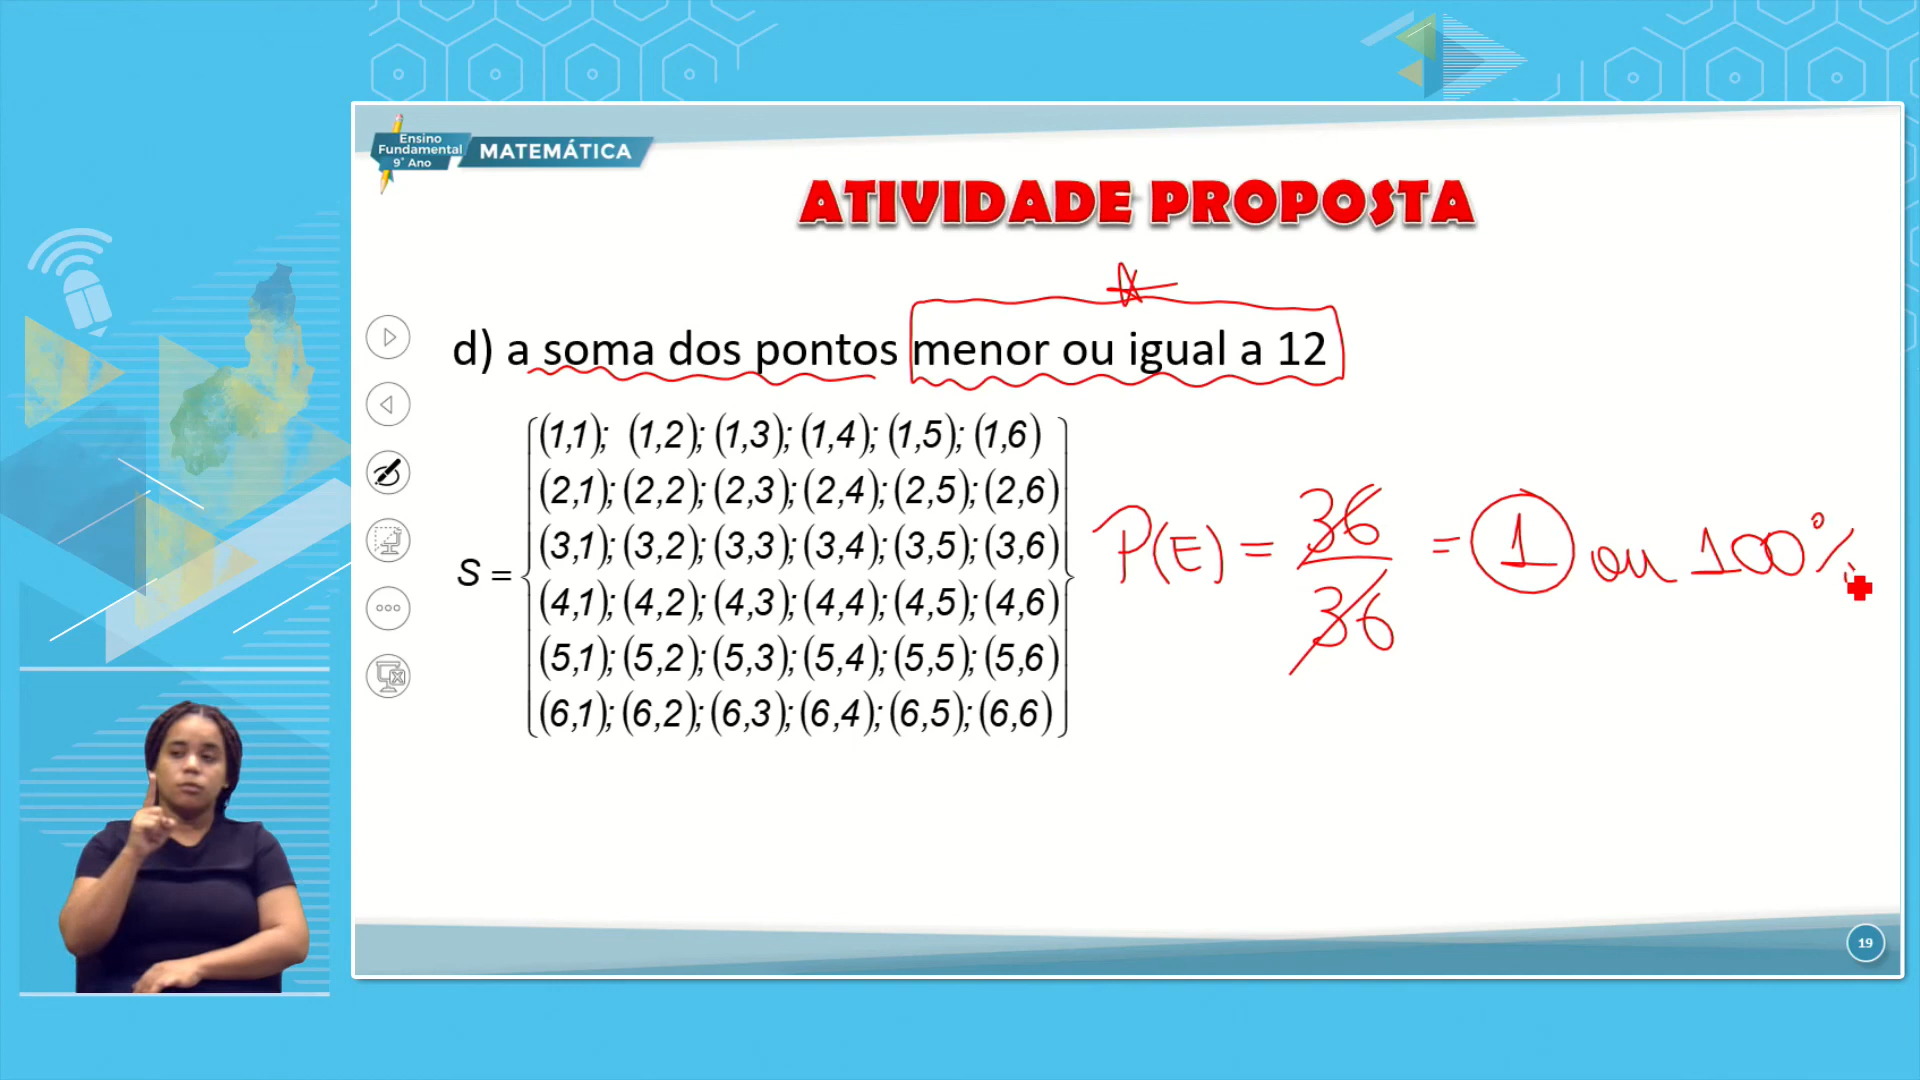 Ensino
Fundamental
9° Ano
MATEMÁTICA
ATIVIDADE PROPOSTA
d) a soma dos pontos menor ou igual a 12
(1,1); (1,2); (1,3); (1,4); (1,5); (1,6)
(2,1); (2,2); (2,3); (2,4); (2,5); (2,6)
(3,1); (3,2); (3,3); (3,4); (3,5); (3,6)
S = (4,1); (4,2); (4,3); (4,4); (4,5); (4,6)
(5,1); (5,2); (5,3); (5,4); (5,5); (5,6)
(6,1); (6,2); (6,3); (6,4); (6,5); (6,6)
P(E) = 36/36 = 1 ou 100%
19